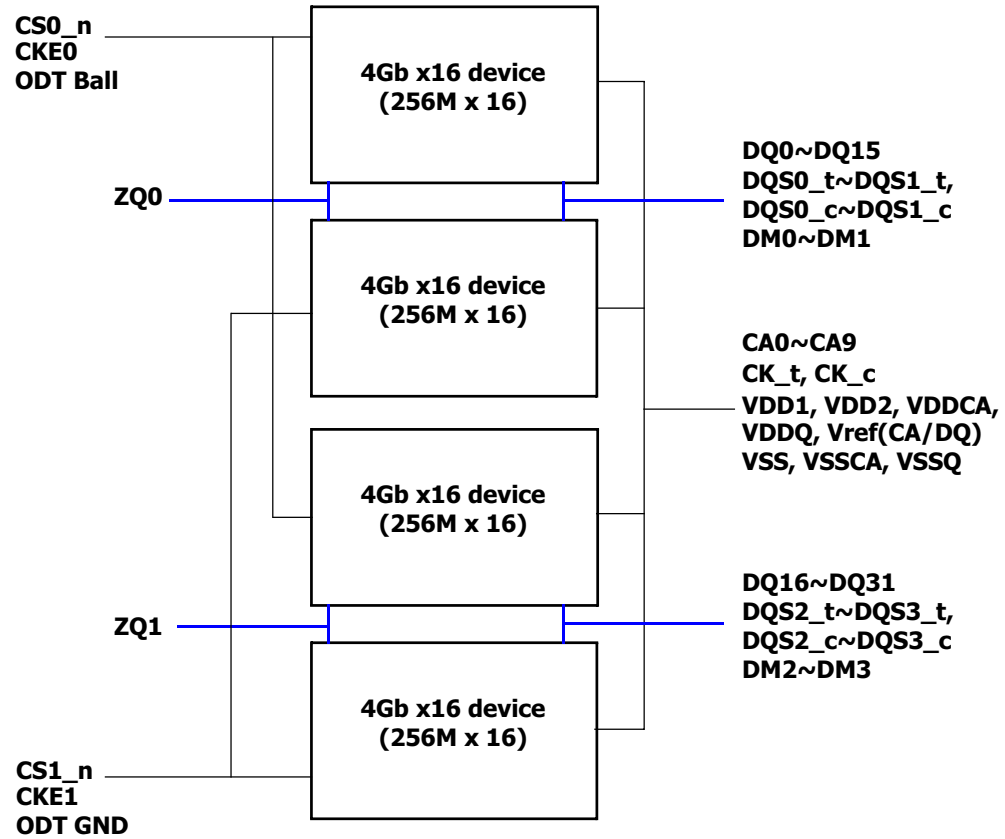 CS0_n
CKE0
ODT Ball
4Gb x16 device
(256M x 16)
ZQ0
DQ0~DQ15
DQS0_t~DQS1_t,
DQS0_c~DQS1_c
DM0~DM1
4Gb x16 device
(256M x 16)
CA0~CA9
CK_t, CK_c
VDD1, VDD2, VDDCA,
VDDQ, Vref(CA/DQ)
VSS, VSSCA, VSSQ
4Gb x16 device
(256M x 16)
ZQ1
DQ16~DQ31
DQS2_t~DQS3_t,
DQS2_c~DQS3_c
DM2~DM3
4Gb x16 device
(256M x 16)
CS1_n
CKE1
ODT GND